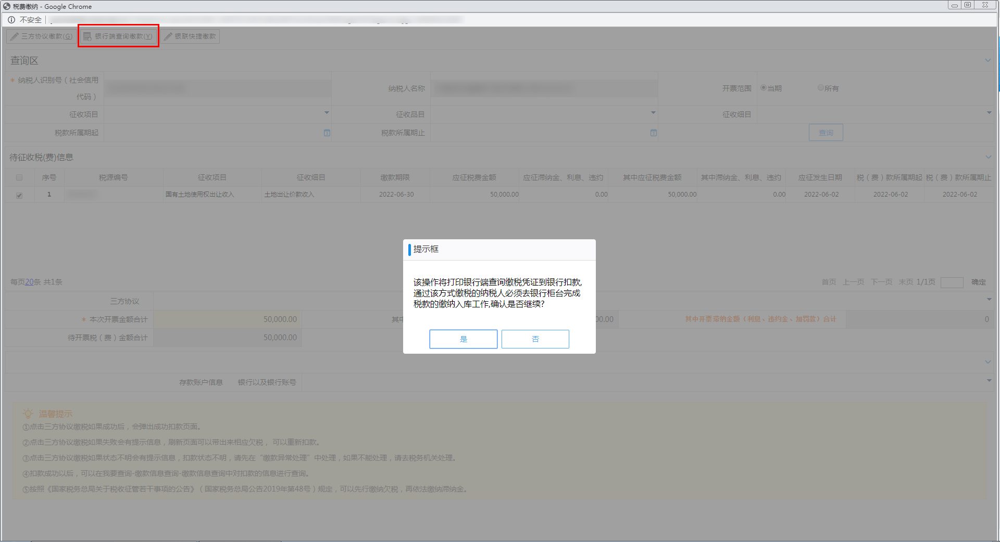 税费缴纳 - Google Chrome
不安全
三方协议缴款(G) 银行端查询缴款(Y) 银联快捷缴款
查询区
* 纳税人识别号（社会信用代码） 纳税人名称 开票范围 当期 所有
征收项目 征收品目 征收细目
税款所属期起 税款所属期止 查询
待征收税(费)信息
序号 税源编号 征收项目 征收细目 缴款期限 应征税费金额 应征滞纳金、利息、违约 其中应征税费金额 其中滞纳金、利息、违约 应征发生日期 税（费）款所属期起 税（费）款所属期止
1 国有土地使用权出让收入 土地出让价款收入 2022-06-30 50,000.00 0.00 50,000.00 0.00 2022-06-02 2022-06-02 2022-06-02
提示框
该操作将打印银行端查询缴税凭证到银行扣款,
通过该方式缴税的纳税人必须去银行柜台完成
税款的缴纳入库工作,确认是否继续?
是 否
每页20条 共1条 首页 上一页 下一页 末页 1/1页 确定
三方协议
* 本次开票金额合计 50,000.00 其中 00.00 其中开票滞纳金额（利息、违约金、加罚款）合计 0
待开票税（费）金额合计 50,000.00
存款账户信息 银行以及银行账号
温馨提示
①点击三方协议缴税如果成功后，会弹出成功扣款页面。
②点击三方协议缴税如果失败会有提示信息，刷新页面可以带出来相应欠税， 可以重新扣款。
③点击三方协议缴税如果状态不明会有提示信息，扣款状态不明，请先在“缴款异常处理”中处理，如果不能处理，请去税务机关处理。
④扣款成功以后，可以在我要查询-缴款信息查询-缴款信息查询中对扣款的信息进行查询。
⑤按照《国家税务总局关于税收征管若干事项的公告》（国家税务总局公告2019年第48号）规定，可以先行缴纳欠税，再依法缴纳滞纳金。